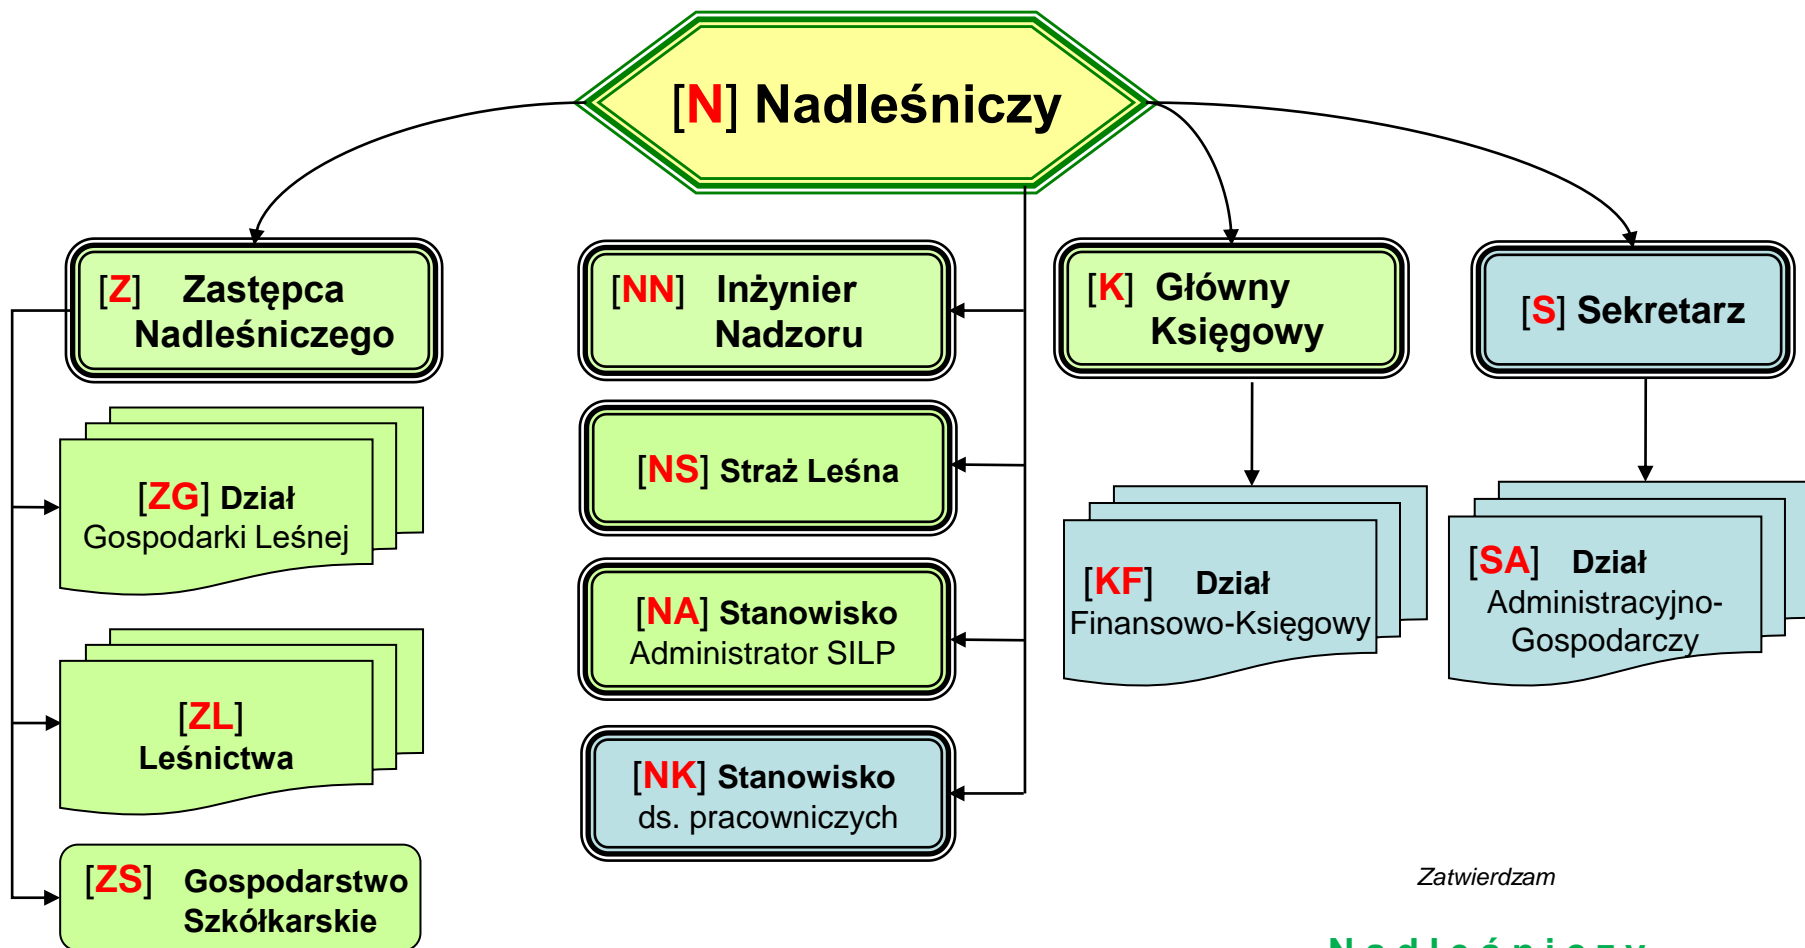 [N] Nadleśniczy
[Z] Zastępca
Nadleśniczego
[NN] Inżynier
Nadzoru
[K] Główny
Księgowy
[S] Sekretarz
[ZG] Dział
Gospodarki Leśnej
[ZL]
Leśnictwa
[ZS] Gospodarstwo
Szkółkarskie
[NS] Straż Leśna
[NA] Stanowisko
Administrator SILP
[NK] Stanowisko
ds. pracowniczych
[KF] Dział
Finansowo-Księgowy
[SA] Dział
Administracyjno-
Gospodarczy
Zatwierdzam
N a d l e ś n i c z y